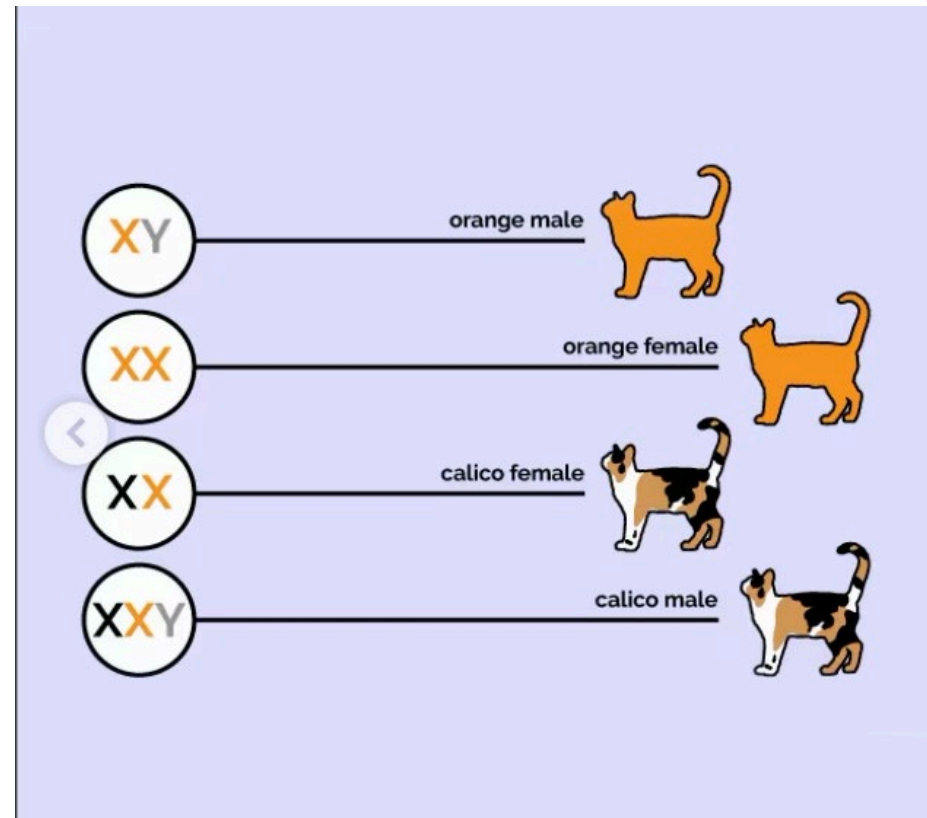 XY
orange male
XX
orange female
XX
calico female
XXY
calico male